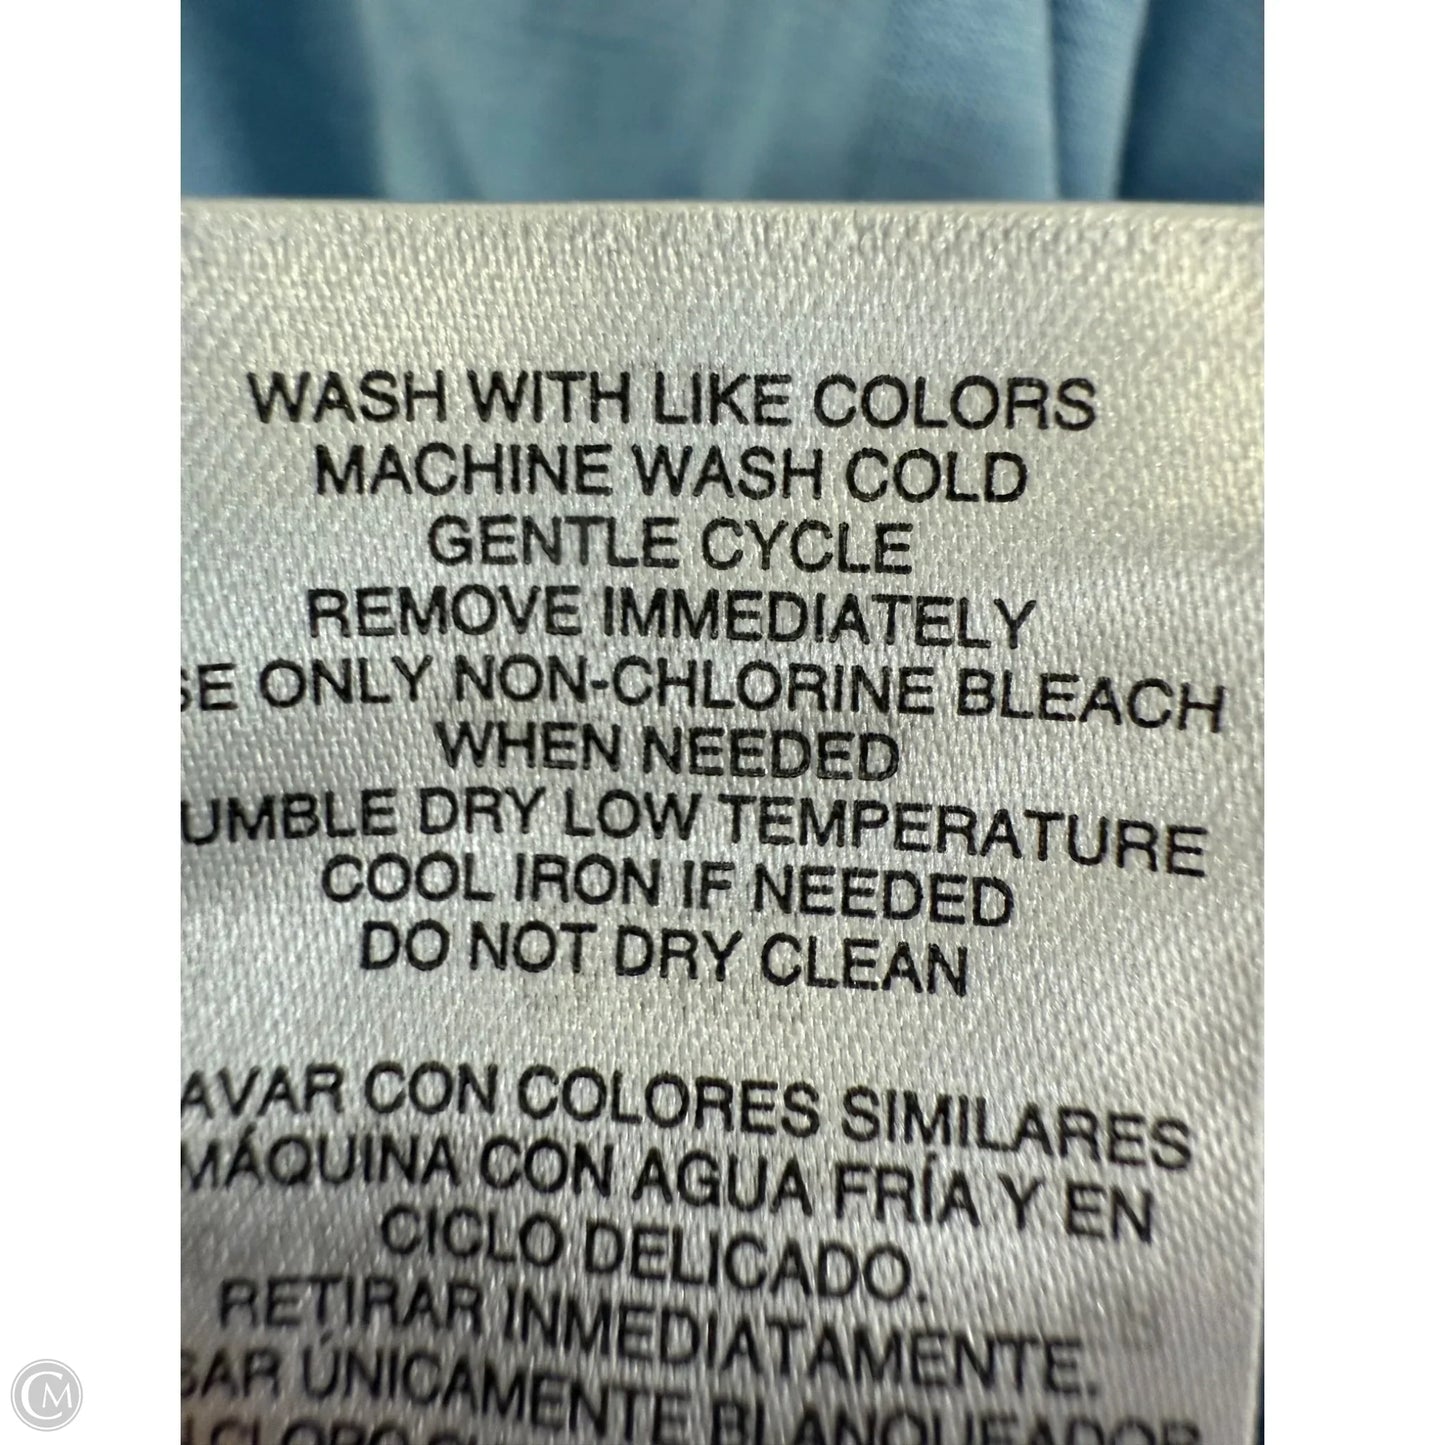 WASH WITH LIKE COLORS
MACHINE WASH COLD
GENTLE CYCLE
REMOVE IMMEDIATELY
SE ONLY NON-CHLORINE BLEACH
WHEN NEEDED
UMBLE DRY LOW TEMPERATURE
COOL IRON IF NEEDED
DO NOT DRY CLEAN
AVAR CON COLORES SIMILARES
MÁQUINA CON AGUA FRÍA Y EN
CICLO DELICADO.
RETIRAR INMEDIATAMENTE.
SAR ÚNICAMENTE BLANQUEADOR
CM